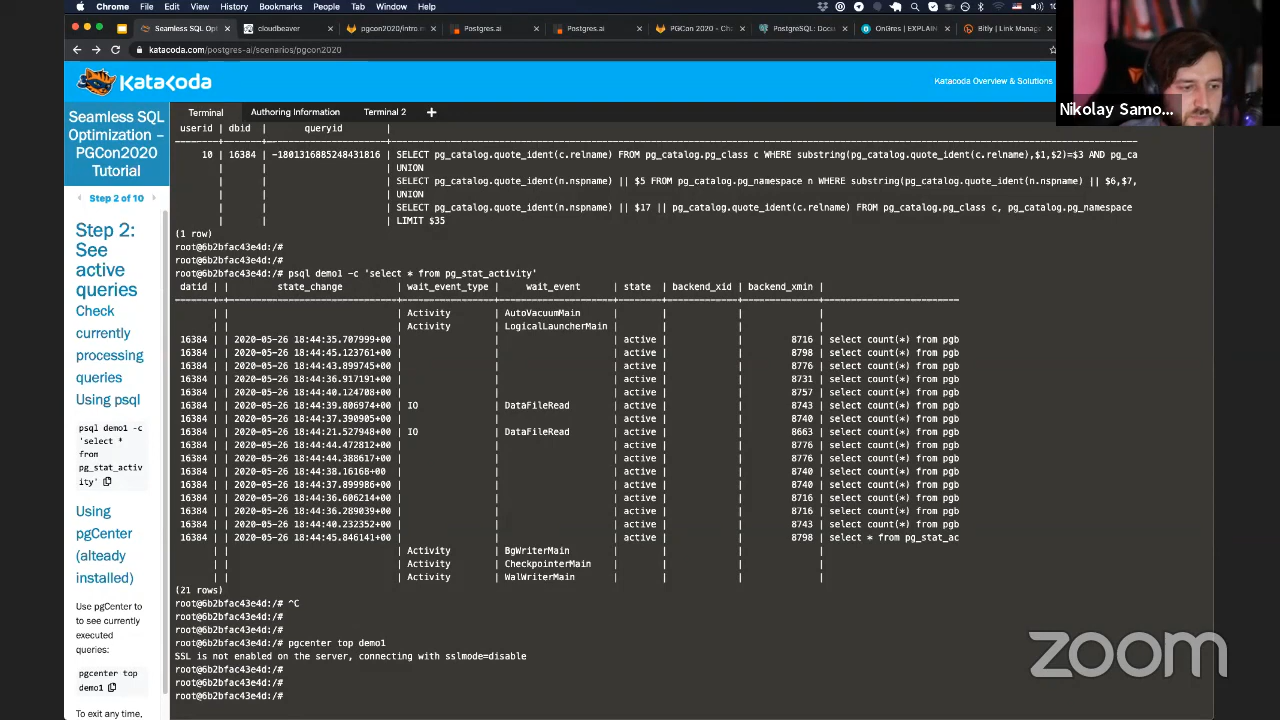 Chrome File Edit View History Bookmarks People Tab Window Help
Seamless SQL Opt
cloudbeaver
pgcon2020/intro.m
Postgres.ai
Postgres.ai
PGCon 2020 • Ch
PostgreSQL: Docu
OnGres | EXPLAIN
Bitly | Link Manag
katacoda.com/postgres-ai/scenarios/pgcon2020
KataKoda
Katacoda Overview & Solutions
Nikolay Samo...
Seamless SQL
Optimization –
PGCon2020
Tutorial
Step 2 of 10
Step 2:
See
active
queries
Check
currently
processing
queries
Using psql
psql demo1 -c
'select *
from
pg_stat_activ
ity'
Using
pgCenter
(already
installed)
Use pgCenter to
to see currently
executed
queries:
pgcenter top
demo1
To exit any time,
Terminal Authoring Information Terminal 2 +
userid | dbid | queryid |
10 | 16384 | -1801316885248431816 | SELECT pg_catalog.quote_ident(c.relname) FROM pg_catalog.pg_class c WHERE substring(pg_catalog.quote_ident(c.relname),$1,$2)=$3 AND pg_ca
| | | UNION
| | | SELECT pg_catalog.quote_ident(n.nspname) || $5 FROM pg_catalog.pg_namespace n WHERE substring(pg_catalog.quote_ident(n.nspname) || $6,$7,
| | | UNION
| | | SELECT pg_catalog.quote_ident(n.nspname) || $17 || pg_catalog.quote_ident(c.relname) FROM pg_catalog.pg_class c, pg_catalog.pg_namespace
| | | LIMIT $35
(1 row)
root@6b2bfac43e4d:/#
root@6b2bfac43e4d:/#
root@6b2bfac43e4d:/# psql demo1 -c 'select * from pg_stat_activity'
datid | | state_change | wait_event_type | wait_event | state | backend_xid | backend_xmin |
| | | Activity | AutoVacuumMain | | | |
| | | Activity | LogicalLauncherMain | | | |
16384 | | 2020-05-26 18:44:35.707999+00 | | | active | | 8716 | select count(*) from pgb
16384 | | 2020-05-26 18:44:45.123761+00 | | | active | | 8798 | select count(*) from pgb
16384 | | 2020-05-26 18:44:43.899745+00 | | | active | | 8776 | select count(*) from pgb
16384 | | 2020-05-26 18:44:36.917191+00 | | | active | | 8731 | select count(*) from pgb
16384 | | 2020-05-26 18:44:40.124708+00 | | | active | | 8757 | select count(*) from pgb
16384 | | 2020-05-26 18:44:39.806974+00 | IO | DataFileRead | active | | 8743 | select count(*) from pgb
16384 | | 2020-05-26 18:44:37.390905+00 | | | active | | 8740 | select count(*) from pgb
16384 | | 2020-05-26 18:44:21.527948+00 | IO | DataFileRead | active | | 8663 | select count(*) from pgb
16384 | | 2020-05-26 18:44:44.472812+00 | | | active | | 8776 | select count(*) from pgb
16384 | | 2020-05-26 18:44:44.388617+00 | | | active | | 8776 | select count(*) from pgb
16384 | | 2020-05-26 18:44:38.16168+00 | | | active | | 8740 | select count(*) from pgb
16384 | | 2020-05-26 18:44:37.899986+00 | | | active | | 8740 | select count(*) from pgb
16384 | | 2020-05-26 18:44:36.606214+00 | | | active | | 8716 | select count(*) from pgb
16384 | | 2020-05-26 18:44:36.289039+00 | | | active | | 8716 | select count(*) from pgb
16384 | | 2020-05-26 18:44:40.232352+00 | | | active | | 8743 | select count(*) from pgb
16384 | | 2020-05-26 18:44:45.846141+00 | | | active | | 8798 | select * from pg_stat_ac
| | | Activity | BgWriterMain | | | |
| | | Activity | CheckpointerMain | | | |
| | | Activity | WalWriterMain | | | |
(21 rows)
root@6b2bfac43e4d:/# ^C
root@6b2bfac43e4d:/#
root@6b2bfac43e4d:/#
root@6b2bfac43e4d:/# pgcenter top demo1
SSL is not enabled on the server, connecting with sslmode=disable
root@6b2bfac43e4d:/#
root@6b2bfac43e4d:/#
root@6b2bfac43e4d:/#
zoom